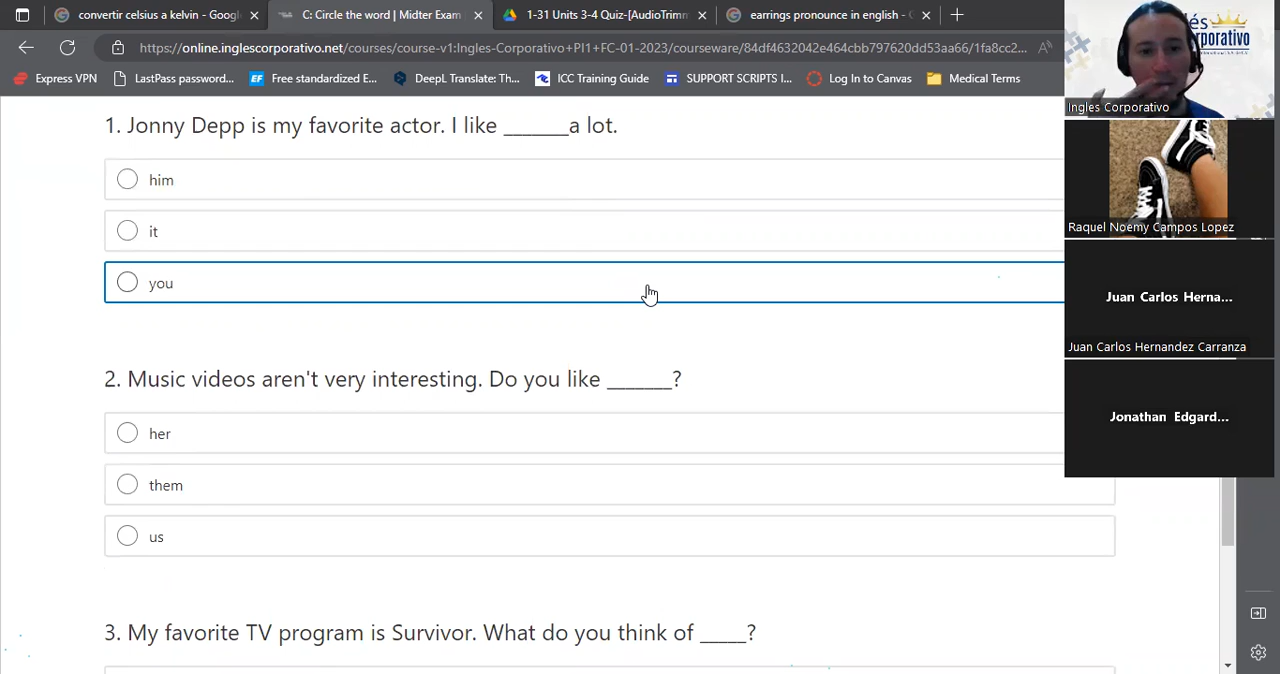 convertir celsius a kelvin - Googl
C: Circle the word | Midter Exam
1-31 Units 3-4 Quiz-[AudioTrimm
earrings pronounce in english - G
https://online.inglescorporativo.net/courses/course-v1:Ingles-Corporativo+PI1+FC-01-2023/courseware/84df4632042e464cbb797620dd53aa66/1fa8cc2...
Express VPN
LastPass password...
EF Free standardized E...
DeepL Translate: Th...
ICC Training Guide
SUPPORT SCRIPTS I...
Log In to Canvas
Medical Terms
1. Jonny Depp is my favorite actor. I like _______a lot.
him
it
you
2. Music videos aren't very interesting. Do you like _______?
her
them
us
3. My favorite TV program is Survivor. What do you think of _____?
Ingles Corporativo
Raquel Noemy Campos Lopez
Juan Carlos Herna...
Juan Carlos Hernandez Carranza
Jonathan Edgard...